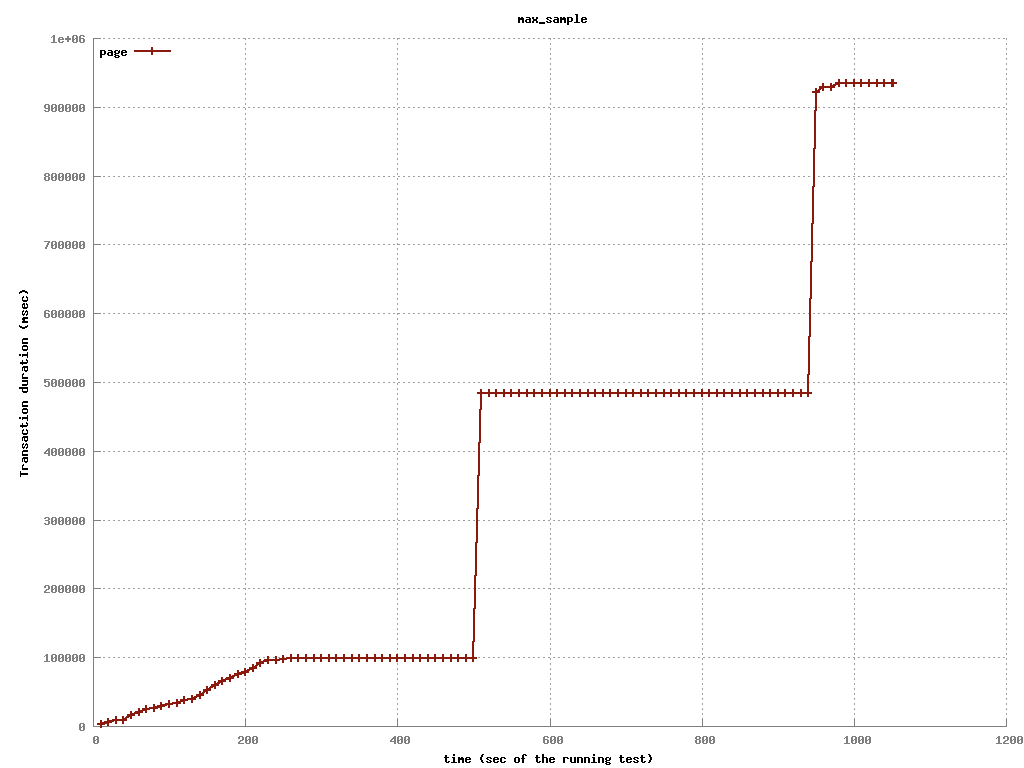 max_sample
1e+06
page
900000
800000
700000
600000
500000
400000
300000
200000
100000
0
Transaction duration (msec)
0 200 400 600 800 1000 1200
time (sec of the running test)